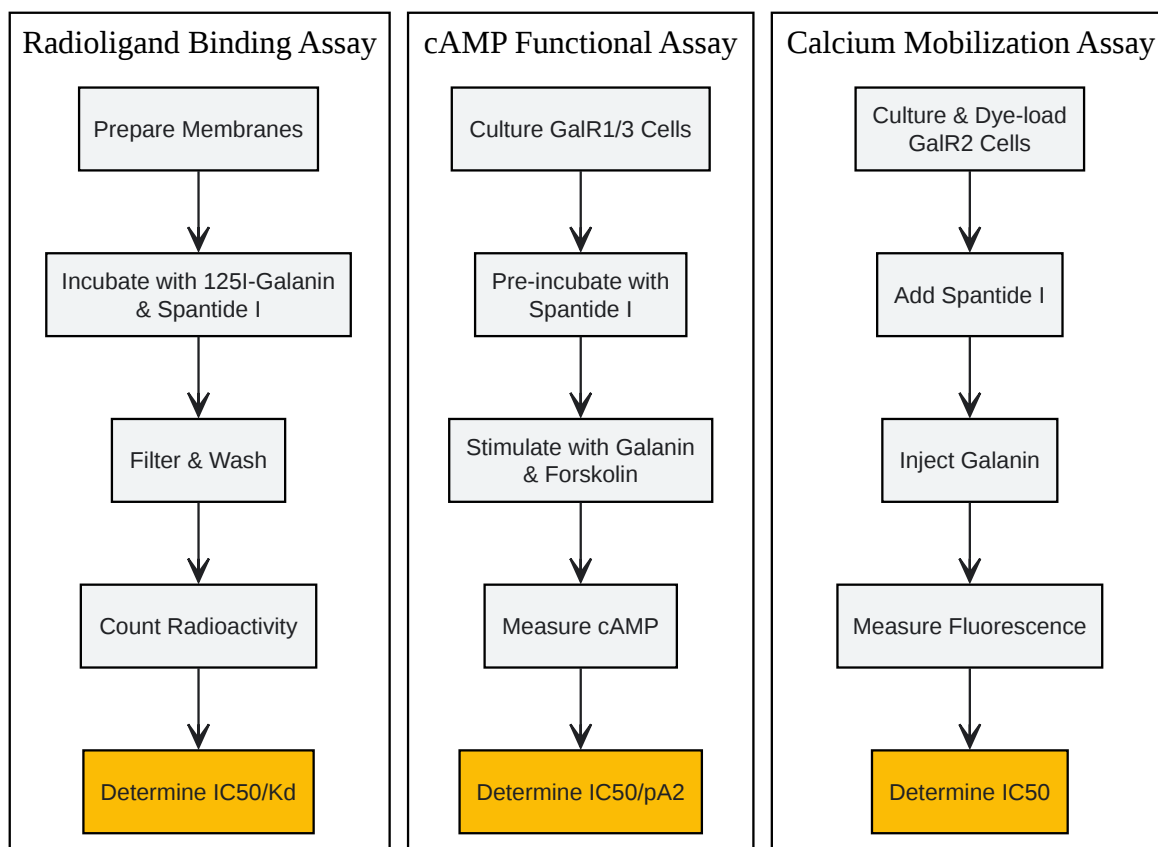 Radioligand Binding Assay
Prepare Membranes
Incubate with 125I-Galanin
& Spantide I
Filter & Wash
Count Radioactivity
Determine IC50/Kd
cAMP Functional Assay
Culture GalR1/3 Cells
Pre-incubate with
Spantide I
Stimulate with Galanin
& Forskolin
Measure cAMP
Determine IC50/pA2
Calcium Mobilization Assay
Culture & Dye-load
GalR2 Cells
Add Spantide I
Inject Galanin
Measure Fluorescence
Determine IC50